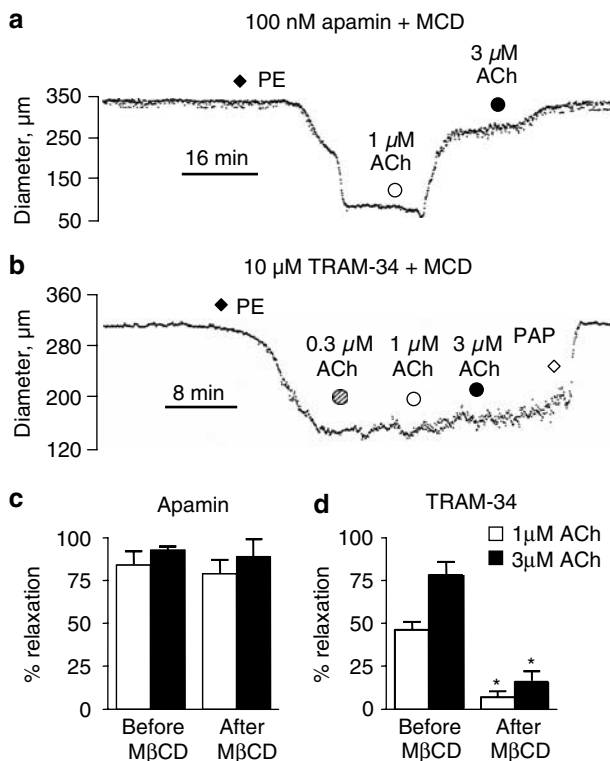 a
100 nM apamin + MCD
PE
3 µM
ACh
1 µM
ACh
16 min
Diameter, µm
350
250
150
50
b
10 µM TRAM-34 + MCD
PE
0.3 µM
ACh
1 µM
ACh
3 µM
ACh
PAP
8 min
Diameter, µm
360
280
200
120
c
Apamin
% relaxation
100
75
50
25
0
Before
MβCD
After
MβCD
d
TRAM-34
1µM ACh
3µM ACh
% relaxation
100
75
50
25
0
* *
Before
MβCD
After
MβCD